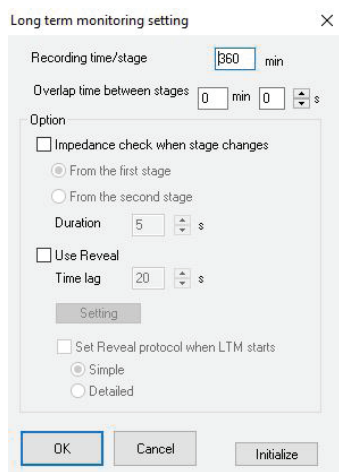 Long term monitoring setting
Recording time/stage 360 min
Overlap time between stages 0 min 0 s
Option
Impedance check when stage changes
From the first stage
From the second stage
Duration 5 s
Use Reveal
Time lag 20 s
Setting
Set Reveal protocol when LTM starts
Simple
Detailed
OK Cancel Initialize